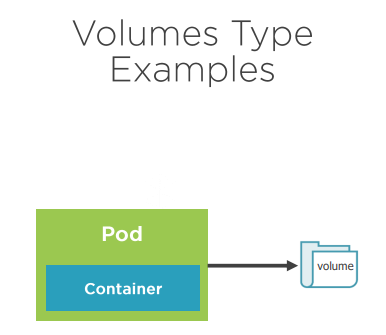 Volumes Type
Examples
Pod
volume
Container